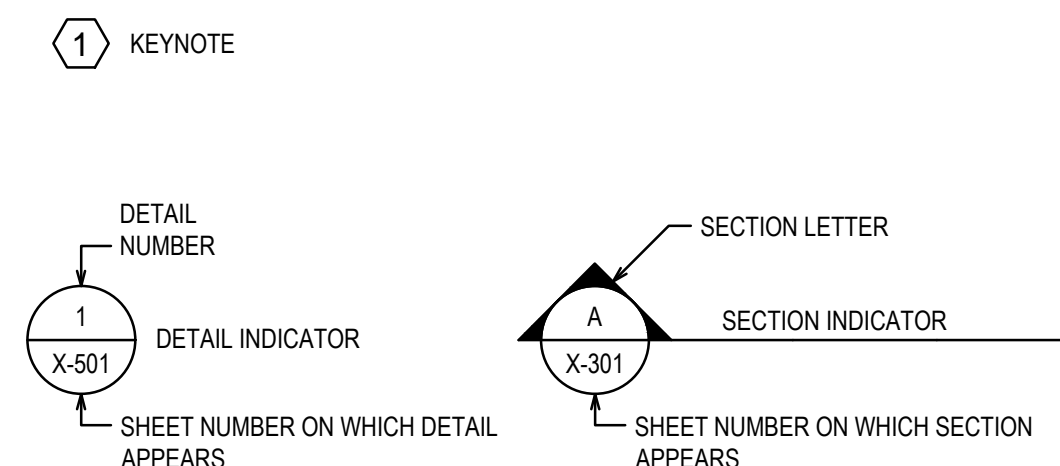 1 KEYNOTE
DETAIL
NUMBER
1
X-501
DETAIL INDICATOR
SHEET NUMBER ON WHICH DETAIL
APPEARS
SECTION LETTER
A
X-301
SECTION INDICATOR
SHEET NUMBER ON WHICH SECTION
APPEARS